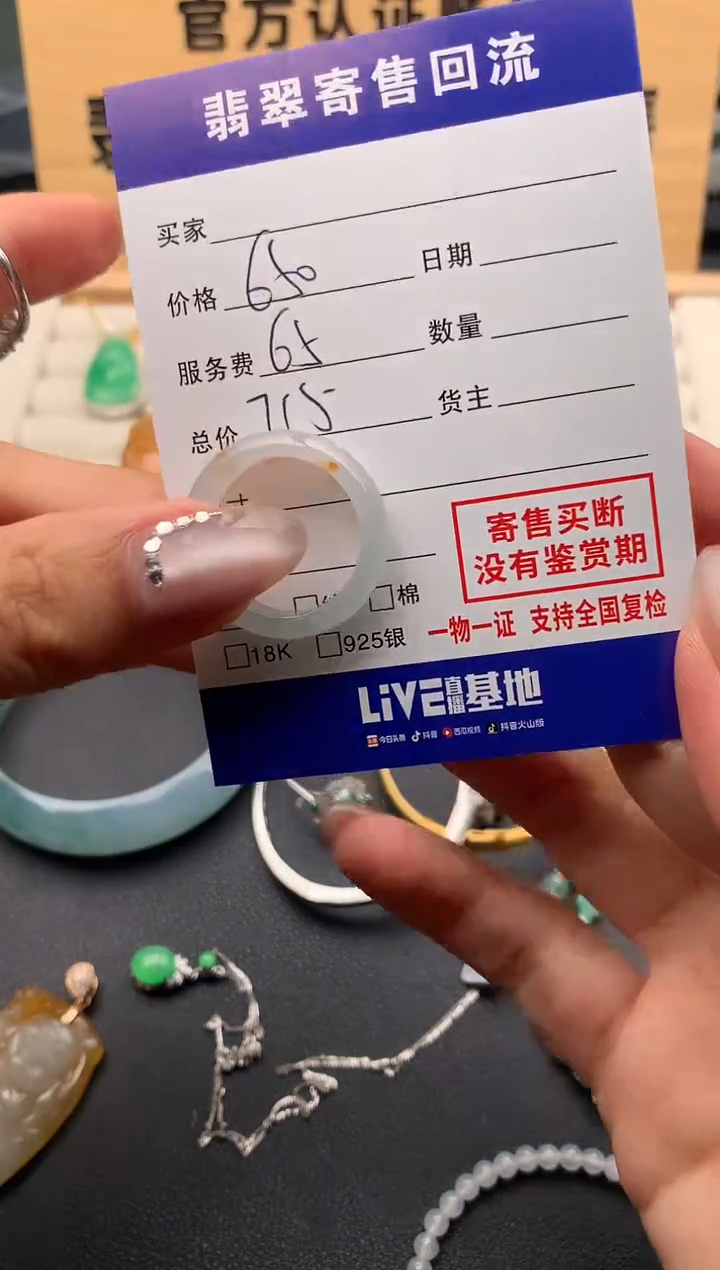 官方认证
翡翠寄售回流
买家
价格 650 日期
服务费 65 数量
总价 715 货主
寄售买断
没有鉴赏期
棉
18K 925银
一物一证 支持全国复检
LiVE直播基地
今日头条 抖音 西瓜视频 抖音火山版